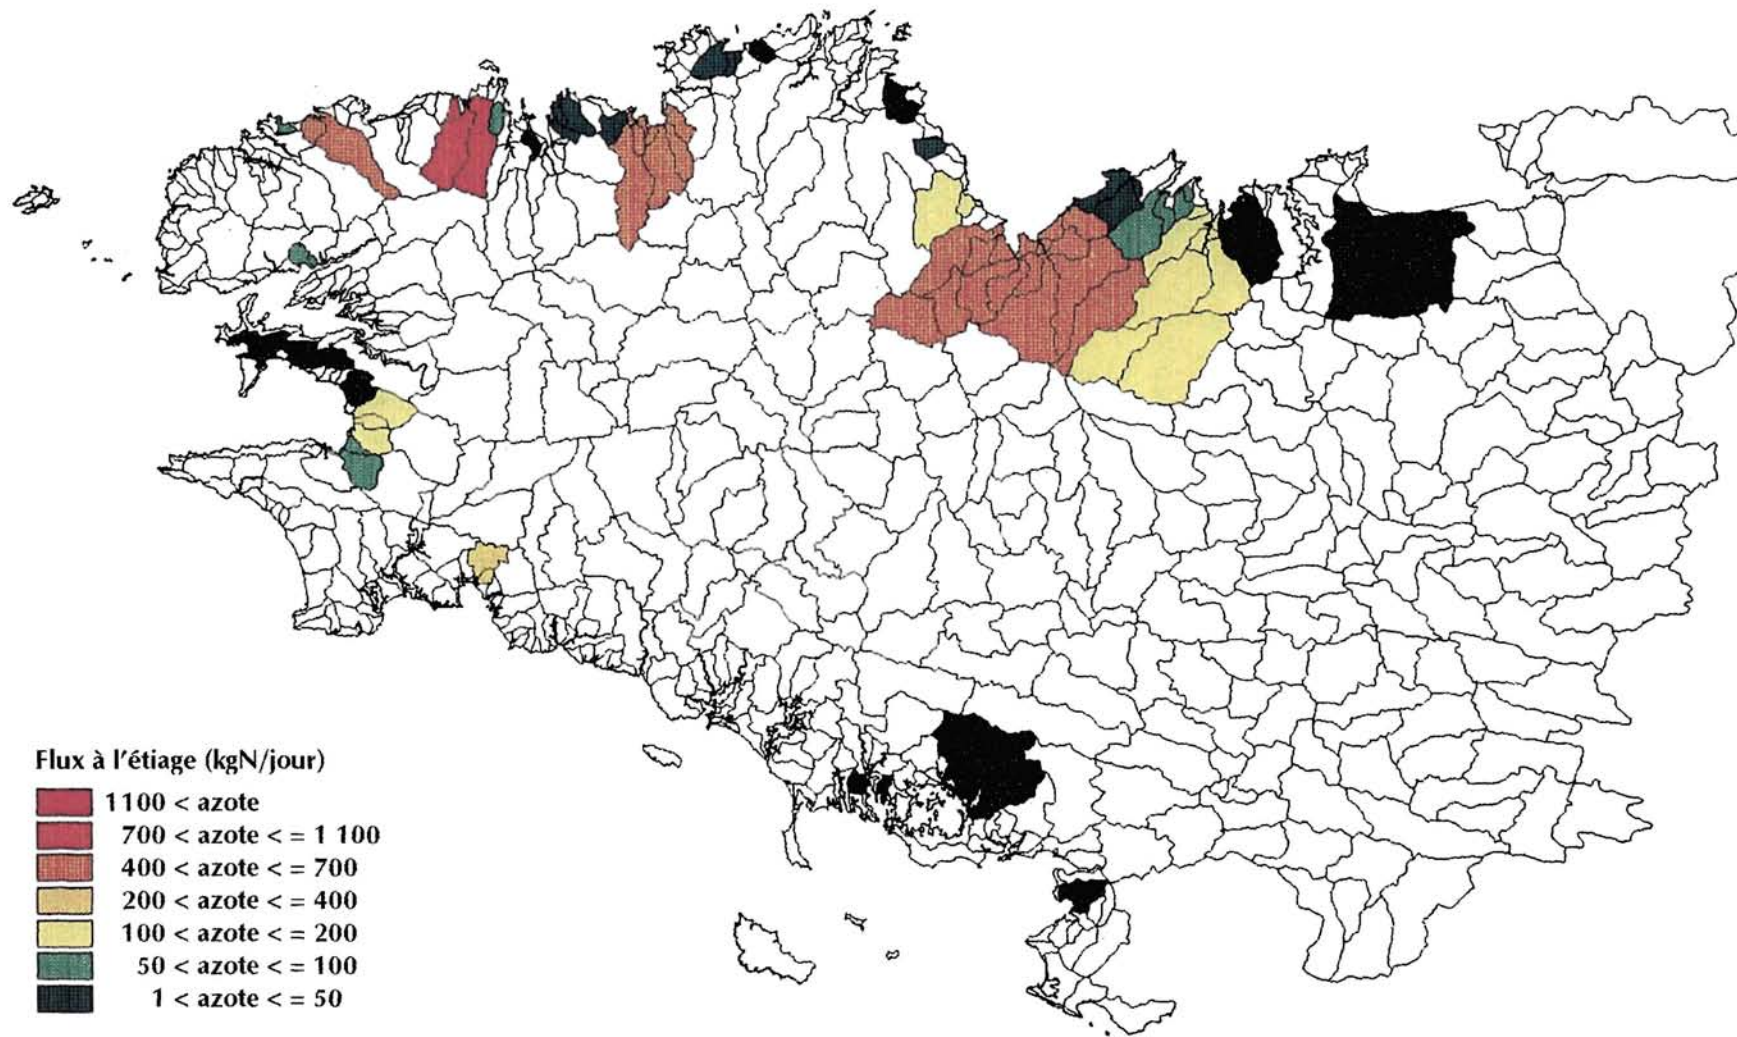 Flux à l'étiage (kgN/jour)
1100 < azote
700 < azote < = 1 100
400 < azote < = 700
200 < azote < = 400
100 < azote < = 200
50 < azote < = 100
1 < azote < = 50